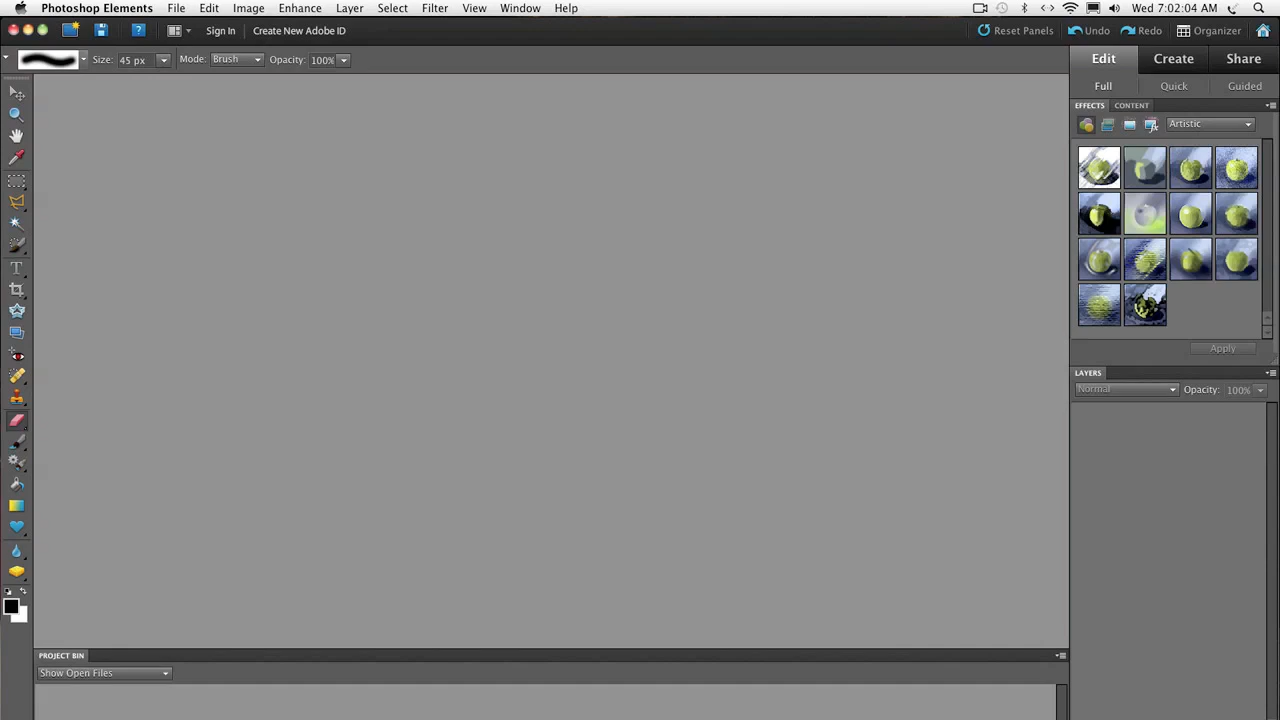 Photoshop Elements File Edit Image Enhance Layer Select Filter View Window Help Wed 7:02:04 AM
Sign In Create New Adobe ID Reset Panels Undo Redo Organizer
Size: 45 px Mode: Brush Opacity: 100% Edit Create Share
Full Quick Guided
EFFECTS CONTENT
Artistic
T
Apply
LAYERS
Normal Opacity: 100%
PROJECT BIN
Show Open Files